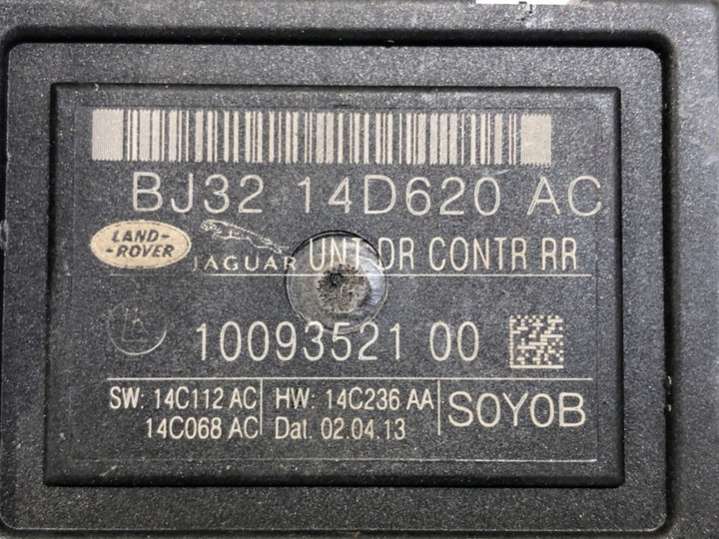 BJ32 14D620 AC
LAND-
-ROVER
JAGUAR UNT DR CONTR RR
10093521 00
SW: 14C112 AC
14C068 AC
HW: 14C236 AA
Dat. 02.04.13
SOYOB